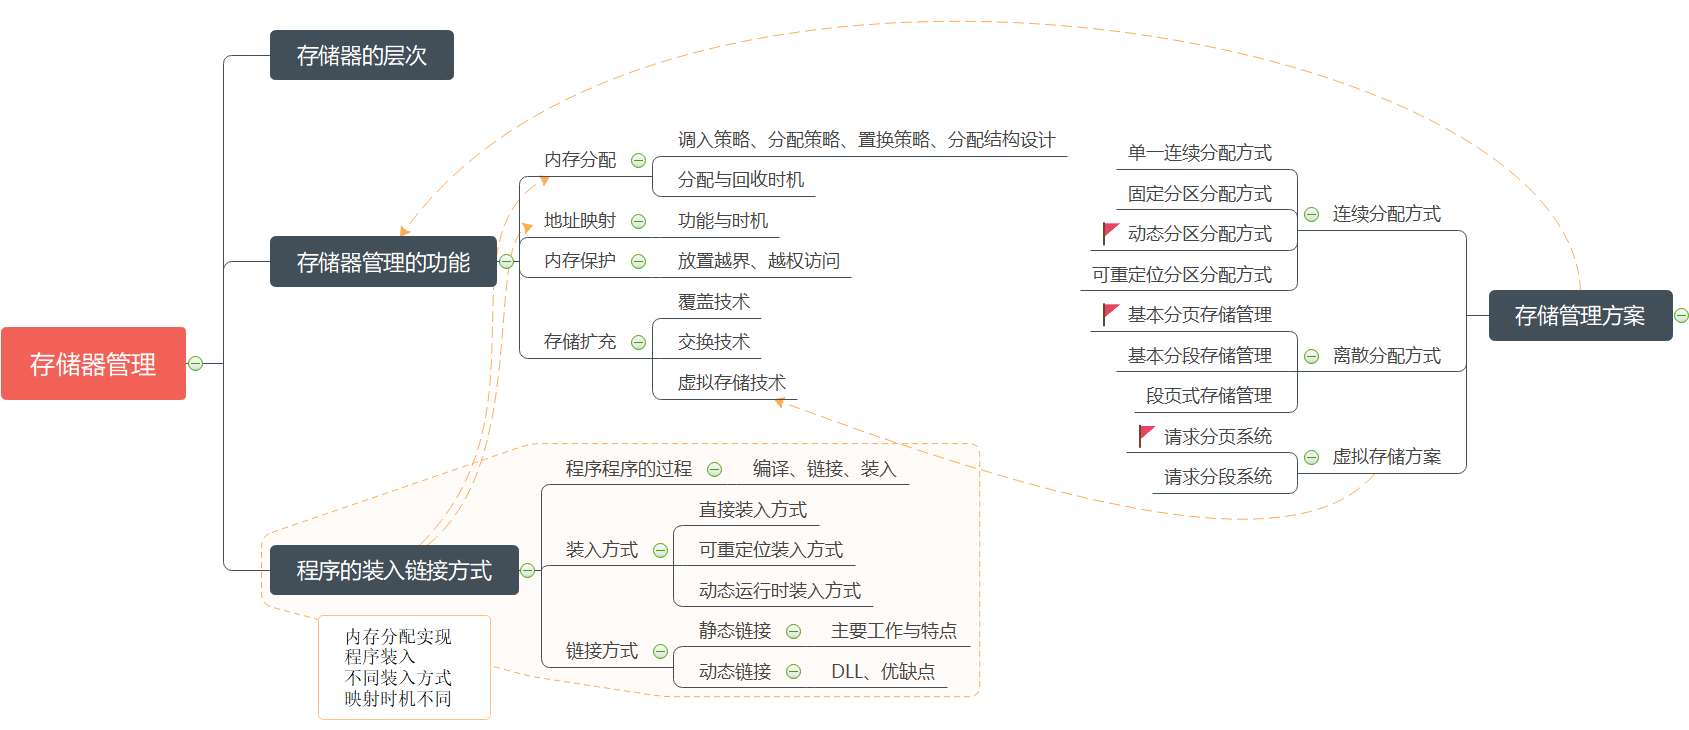 存储器管理
存储器的层次
存储器管理的功能
内存分配
调入策略、分配策略、置换策略、分配结构设计
分配与回收时机
地址映射
功能与时机
内存保护
放置越界、越权访问
存储扩充
覆盖技术
交换技术
虚拟存储技术
程序的装入链接方式
程序程序的过程
编译、链接、装入
装入方式
直接装入方式
可重定位装入方式
动态运行时装入方式
链接方式
静态链接
主要工作与特点
动态链接
DLL、优缺点
内存分配实现
程序装入
不同装入方式
映射时机不同
存储管理方案
连续分配方式
单一连续分配方式
固定分区分配方式
动态分区分配方式
可重定位分区分配方式
离散分配方式
基本分页存储管理
基本分段存储管理
段页式存储管理
虚拟存储方案
请求分页系统
请求分段系统